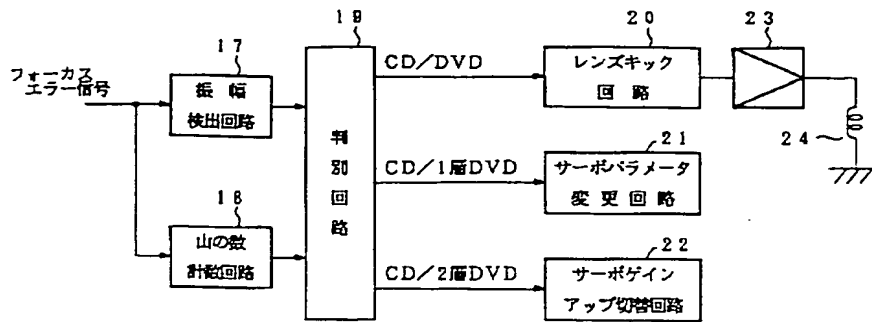 フォーカス
エラー信号
17
振幅
検出回路
18
山の数
計数回路
19
判別回路
CD/DVD
20
レンズキック
回路
23
24
CD/1層DVD
21
サーボパラメータ
変更回路
CD/2層DVD
22
サーボゲイン
アップ切替回路